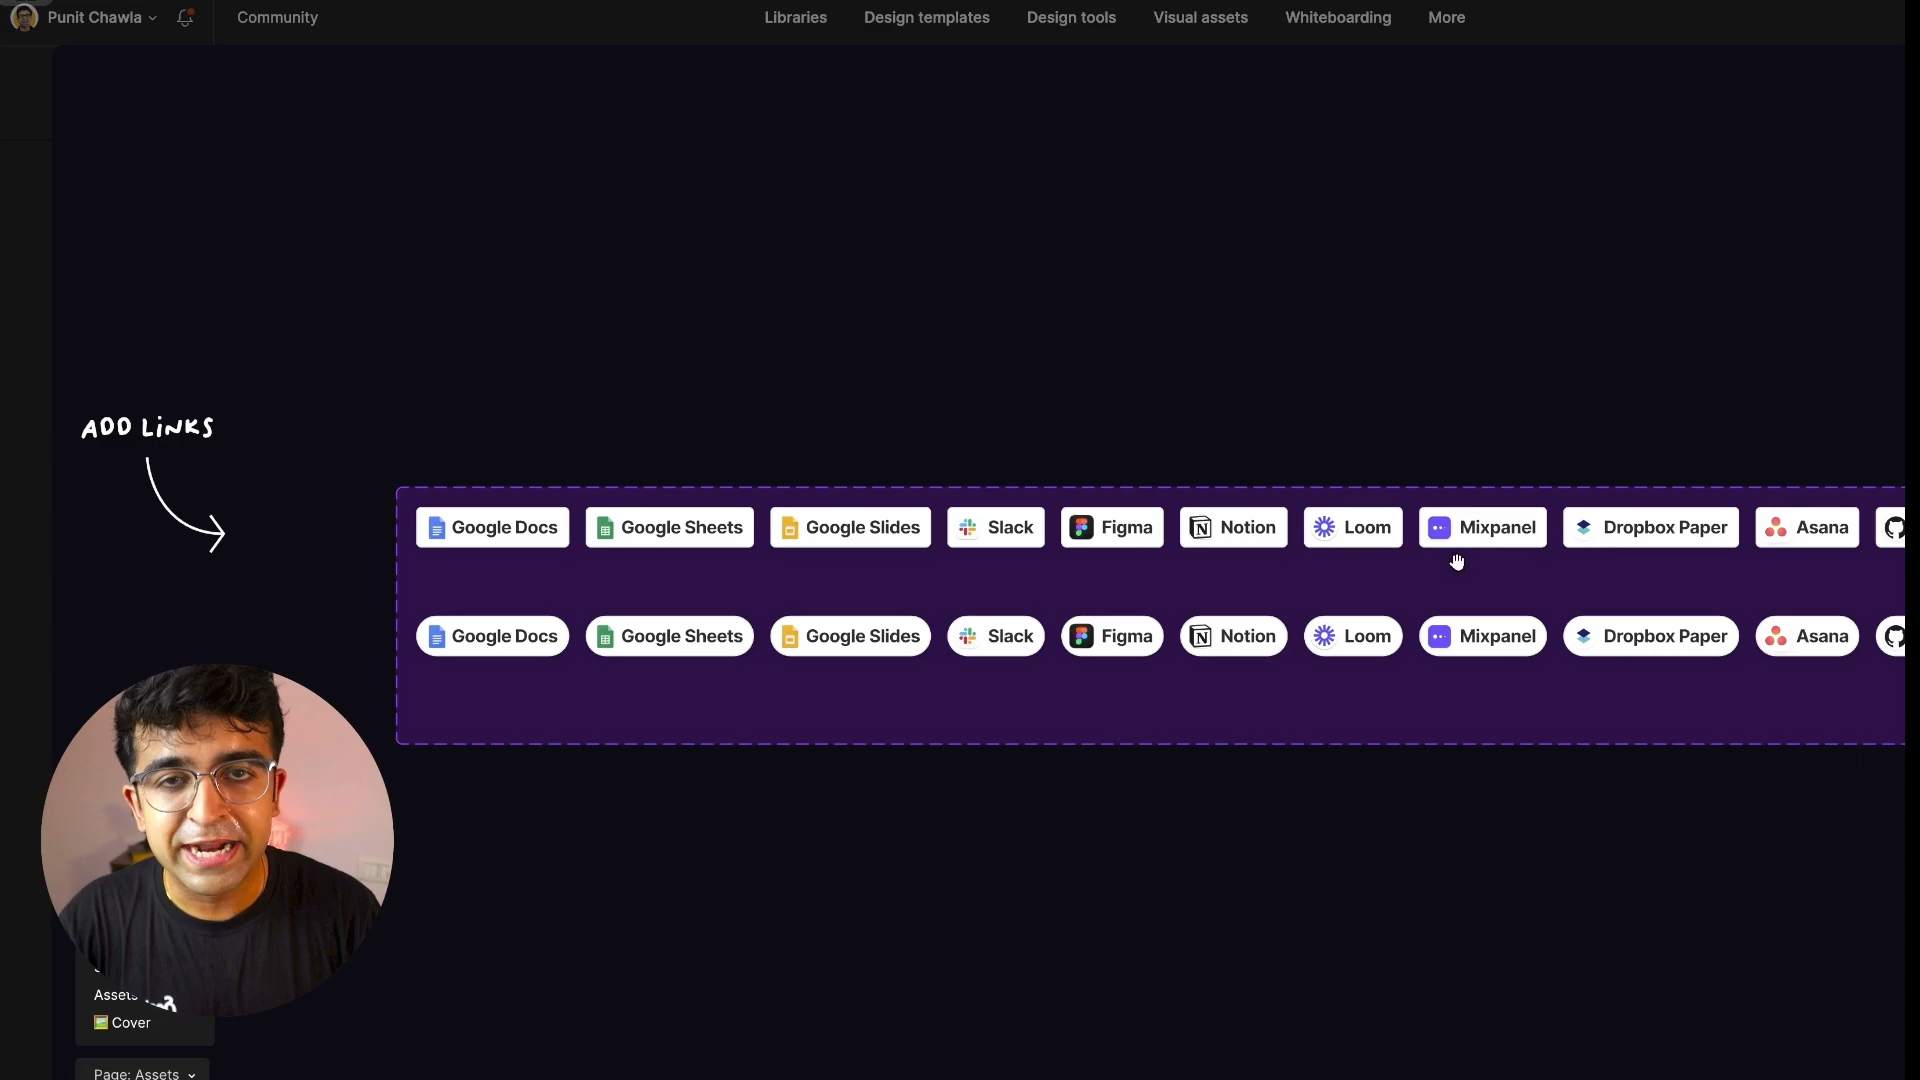 Punit Chawla
Community
Libraries
Design templates
Design tools
Visual assets
Whiteboarding
More
ADD LiNKS
Google Docs
Google Sheets
Google Slides
Slack
Figma
Notion
Loom
Mixpanel
Dropbox Paper
Asana
Google Docs
Google Sheets
Google Slides
Slack
Figma
Notion
Loom
Mixpanel
Dropbox Paper
Asana
Assets
Cover
Page: Assets